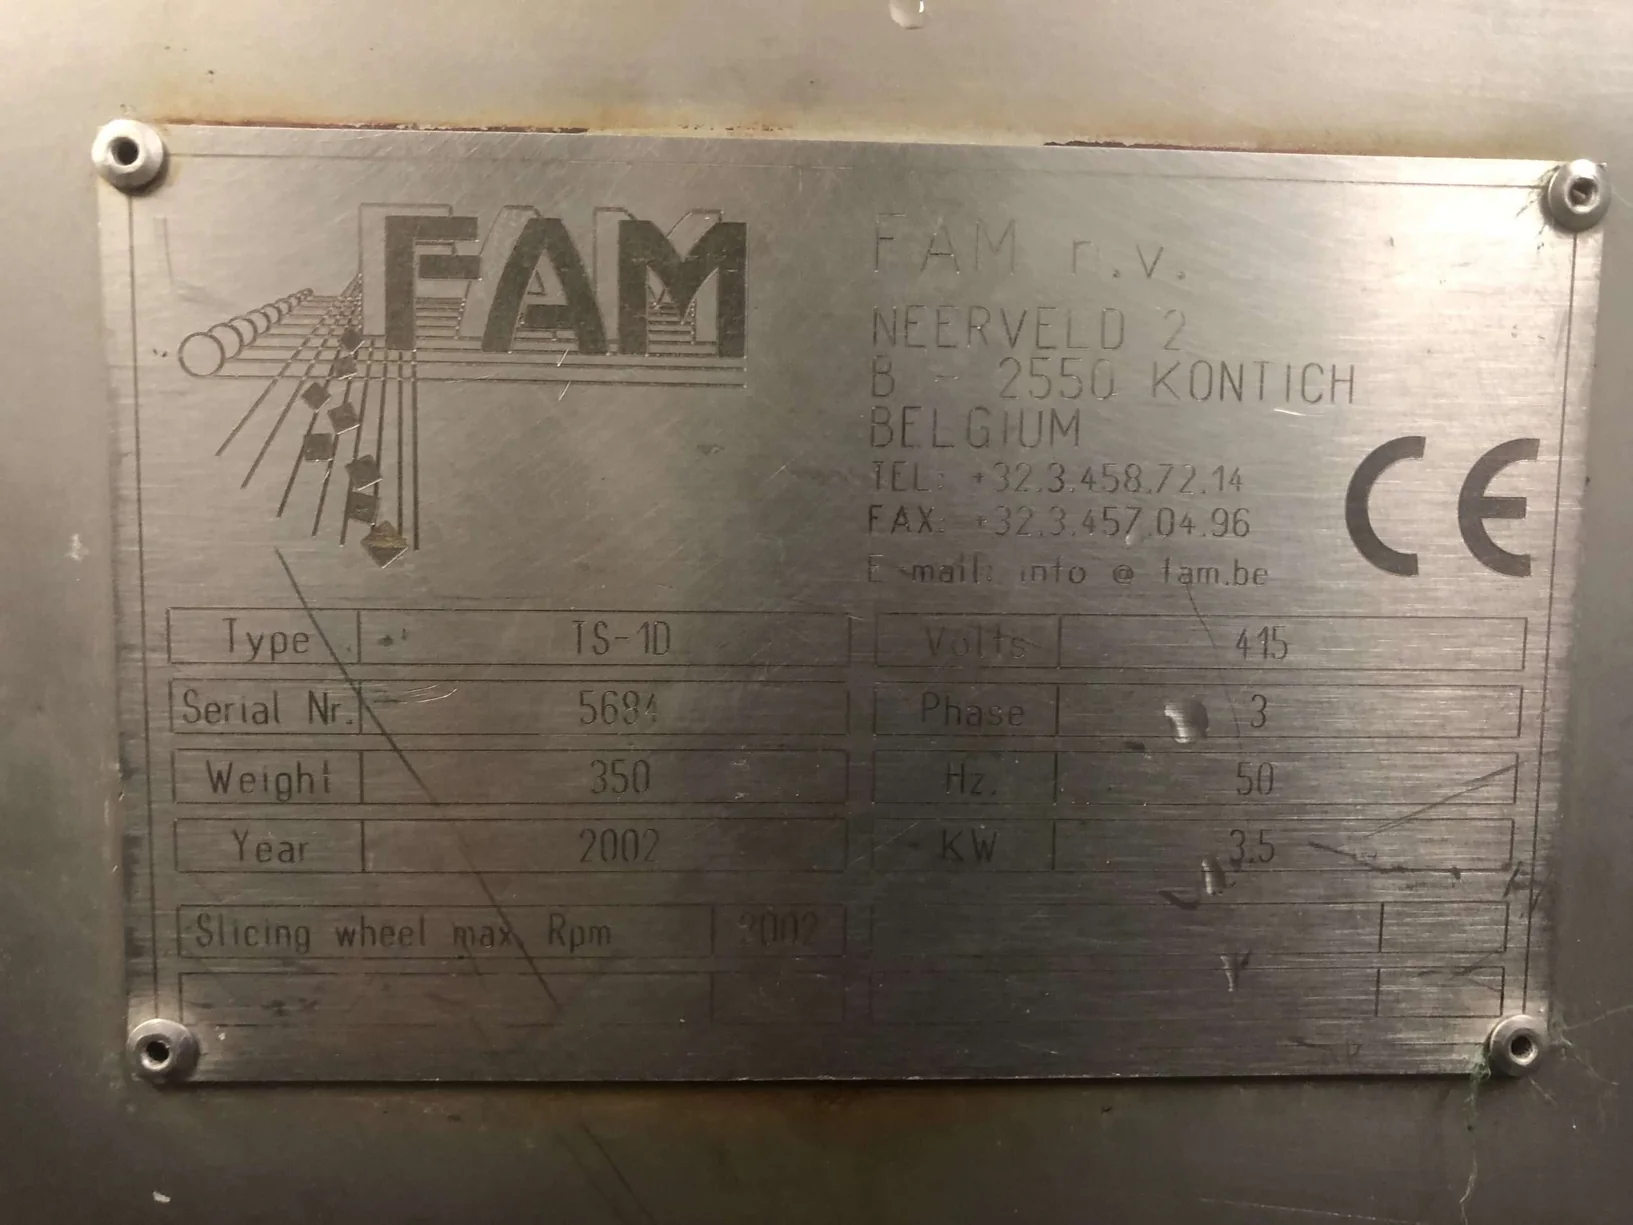 FAM
FAM n.v.
NEERVELD 2
B - 2550 KONTICH
BELGIUM
TEL: +32.3.458.72.14
FAX: +32.3.457.04.96
E-mail: info @ fam.be
CE
Type TS-1D
Volts 415
Serial Nr. 5684
Phase 3
Weight 350
Hz. 50
Year 2002
KW 3.5
Slicing wheel max. Rpm